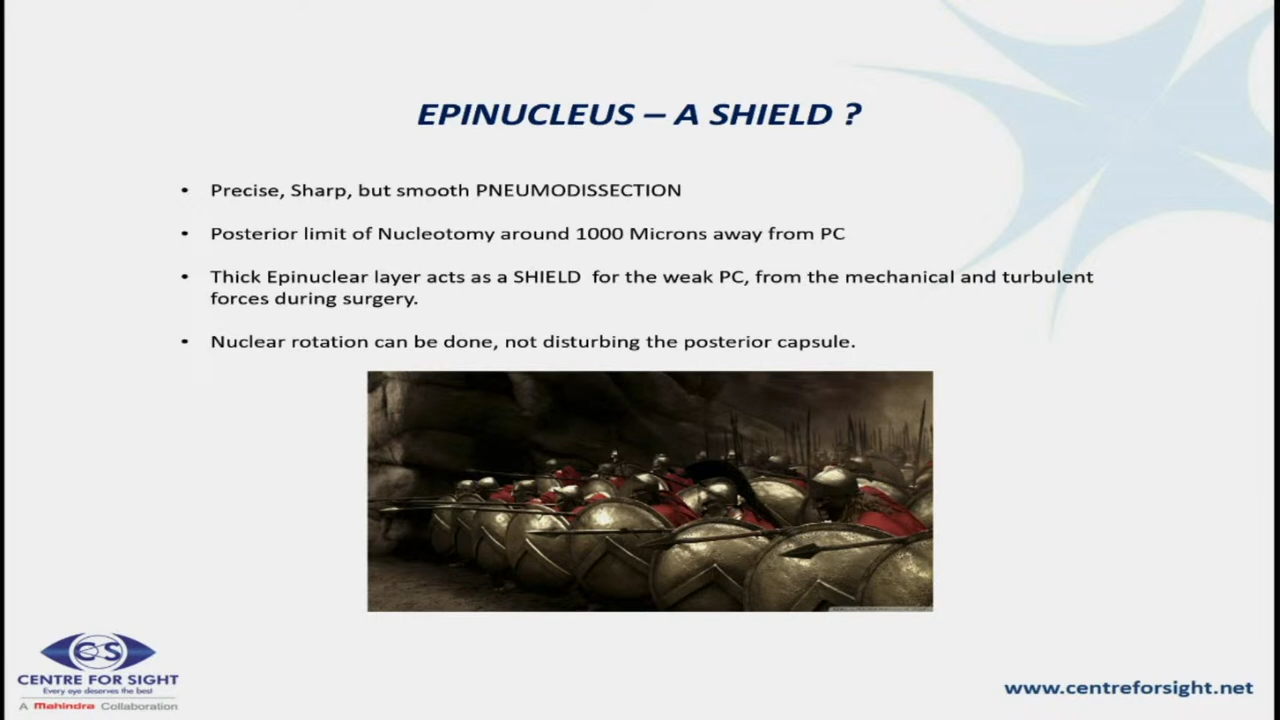 EPINUCLEUS – A SHIELD ?
• Precise, Sharp, but smooth PNEUMODISSECTION
• Posterior limit of Nucleotomy around 1000 Microns away from PC
• Thick Epinuclear layer acts as a SHIELD for the weak PC, from the mechanical and turbulent
forces during surgery.
• Nuclear rotation can be done, not disturbing the posterior capsule.
CFS
CENTRE FOR SIGHT
Every eye deserves the best
A Mahindra Collaboration
www.centreforsight.net